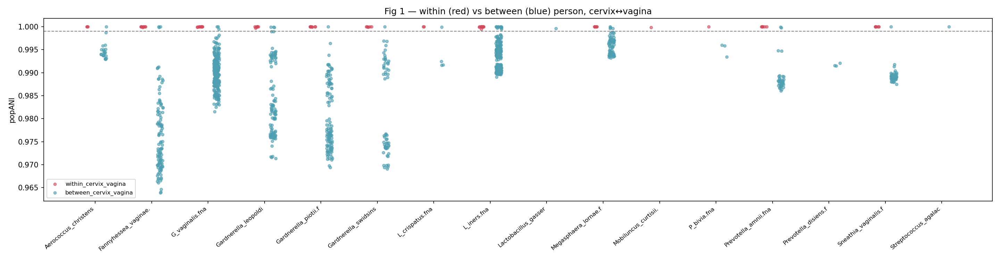 Fig 1 — within (red) vs between (blue) person, cervix↔vagina
popANI
1.000
0.995
0.990
0.985
0.980
0.975
0.970
0.965
within_cervix_vagina
between_cervix_vagina
Aerococcus_christens
Fannyhessea_vaginae.
G_vaginalis.fna
Gardnerella_leopoldi
Gardnerella_piotii.f
Gardnerella_swidsins
L_crispatus.fna
L_iners.fna
Lactobacillus_gasser
Megasphaera_lornae.f
Mobiluncus_curtisii.
P_bivia.fna
Prevotella_amnii.fna
Prevotella_disiens.f
Sneathia_vaginalis.f
Streptococcus_agalac